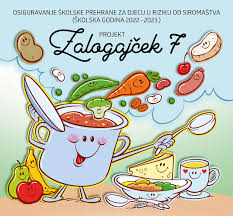 OSIGURAVANJE ŠKOLSKE PREHRANE ZA DJECU U RIZIKU OD SIROMAŠTVA
(ŠKOLSKA GODINA 2022.-2023.)
PROJEKT
Zalogajček 7